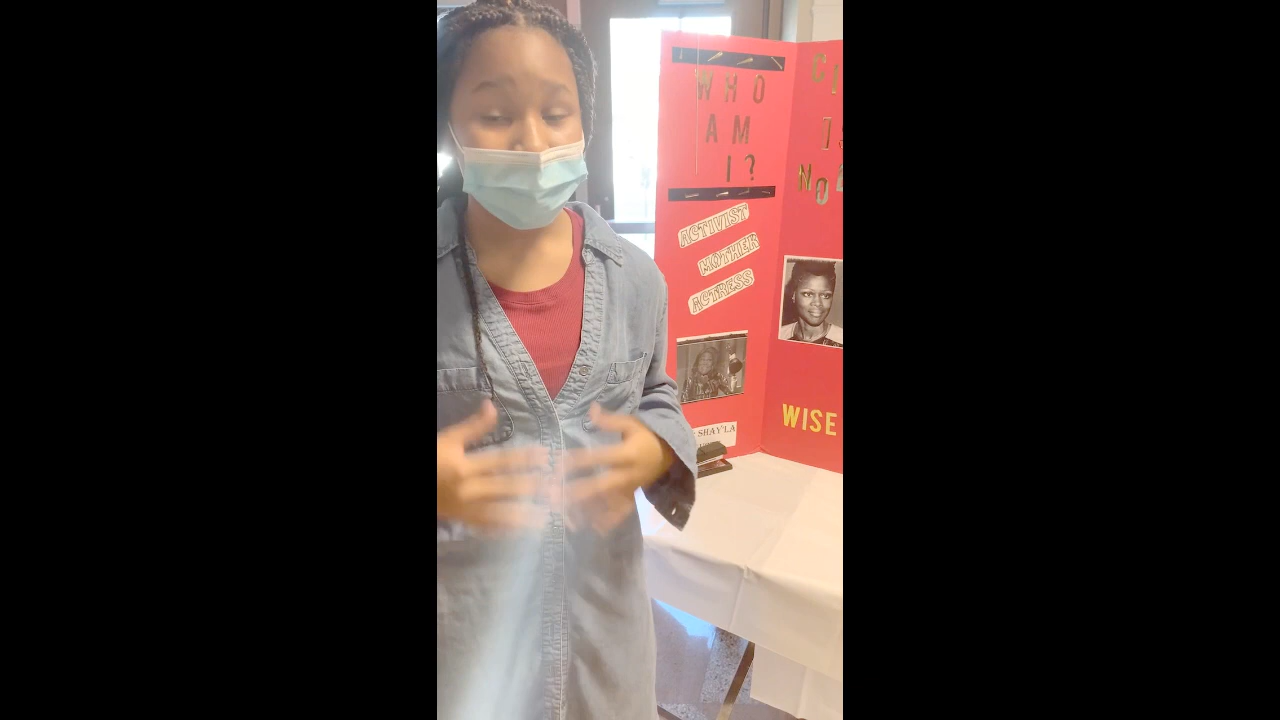 WHO
AM
I?
ACTIVIST
MOTHER
ACTRESS
SHAY'LA
WISE